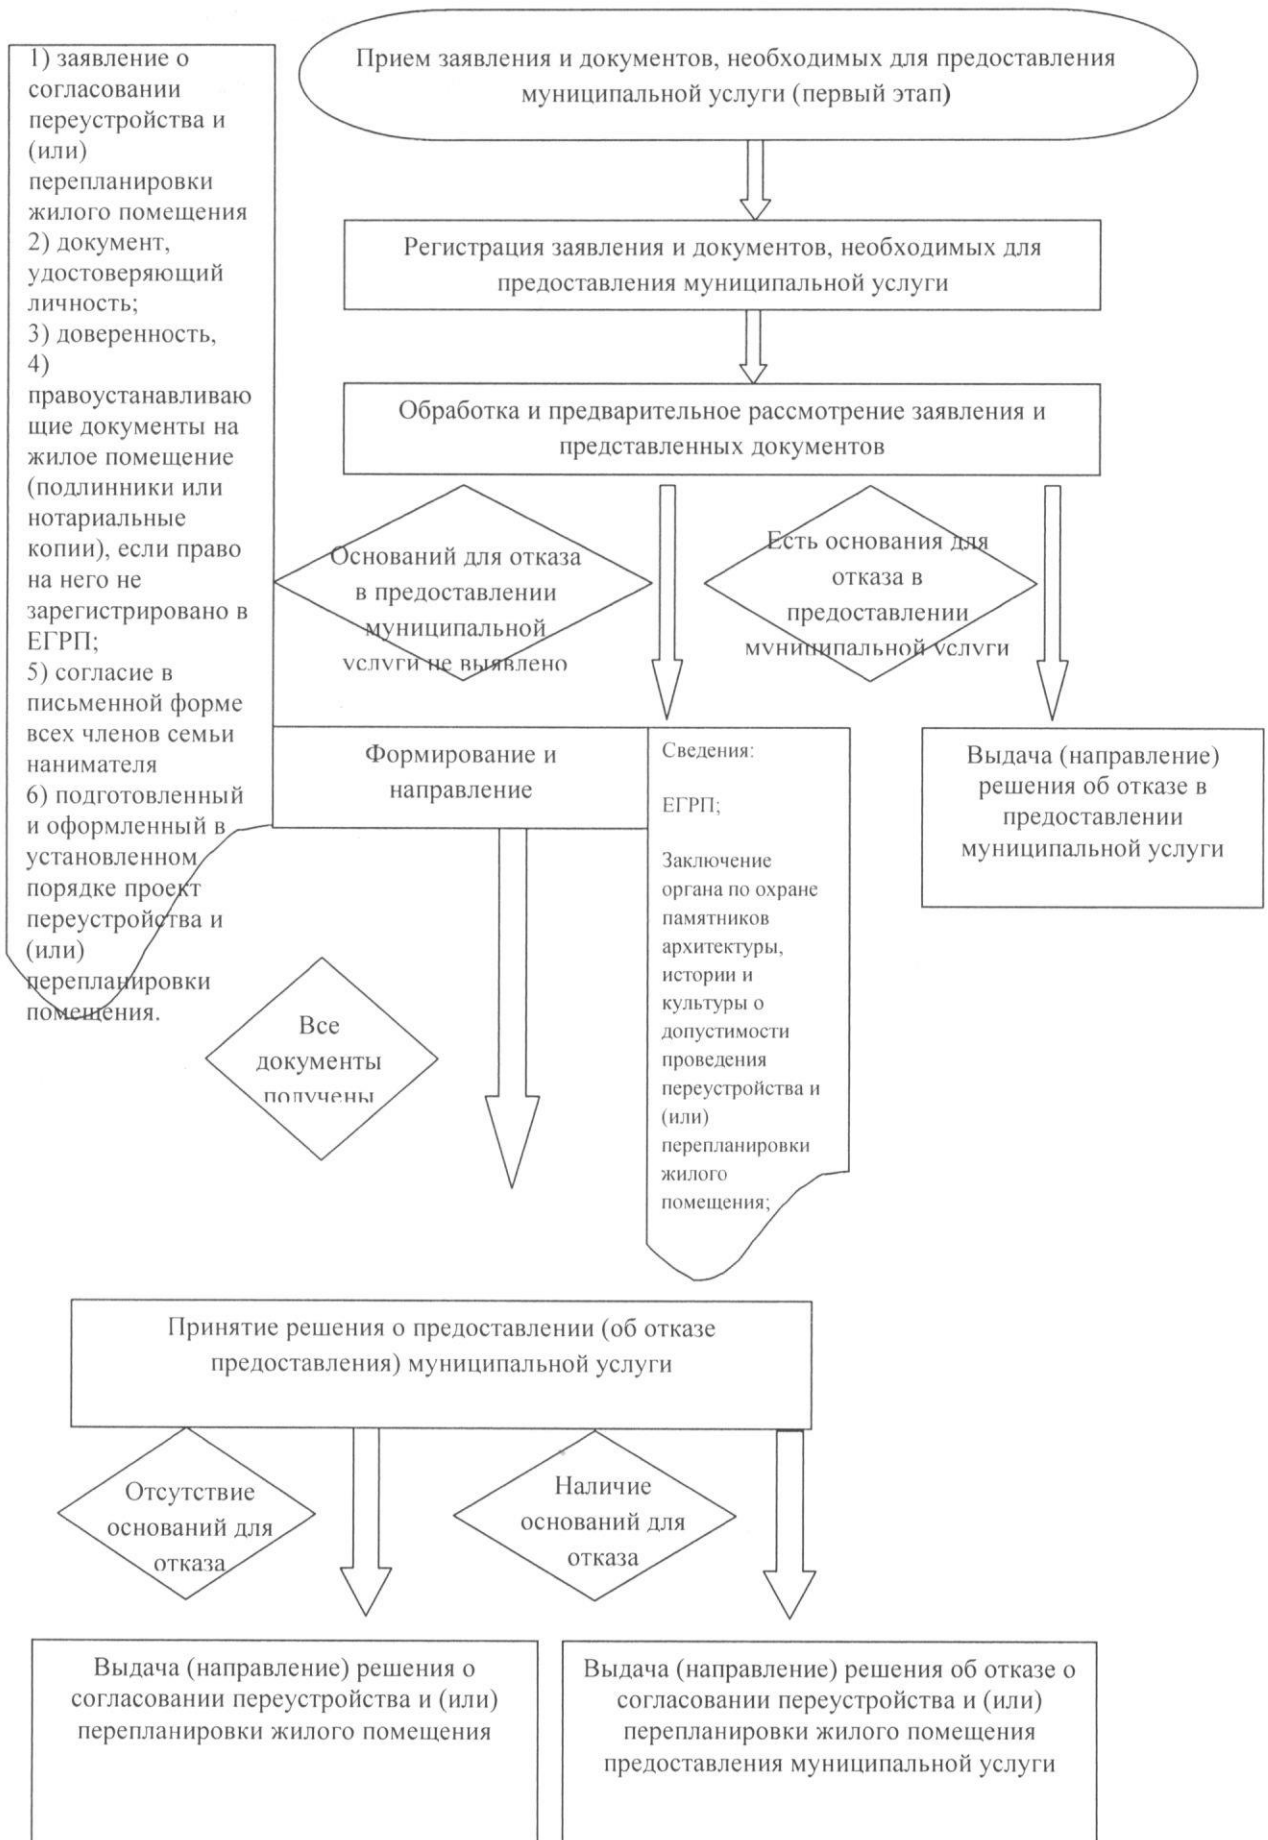 Прием заявления и документов, необходимых для предоставления
муниципальной услуги (первый этап)
1) заявление о
согласовании
переустройства и
(или)
перепланировки
жилого помещения
2) документ,
удостоверяющий
личность;
3) доверенность,
4)
правоустанавливаю
щие документы на
жилое помещение
(подлинники или
нотариальные
копии), если право
на него не
зарегистрировано в
ЕГРП;
5) согласие в
письменной форме
всех членов семьи
нанимателя
6) подготовленный
и оформленный в
установленном
порядке проект
переустройства и
(или)
перепланировки
помещения.
Регистрация заявления и документов, необходимых для
предоставления муниципальной услуги
Обработка и предварительное рассмотрение заявления и
представленных документов
Оснований для отказа
в предоставлении
муниципальной
услуги не выявлено
Есть основания для
отказа в
предоставлении
муниципальной услуги
Формирование и
направление
Сведения:
ЕГРП;
Заключение
органа по охране
памятников
архитектуры,
истории и
культуры о
допустимости
проведения
переустройства и
(или)
перепланировки
жилого
помещения;
Выдача (направление)
решения об отказе в
предоставлении
муниципальной услуги
Все
документы
получены
Принятие решения о предоставлении (об отказе
предоставления) муниципальной услуги
Отсутствие
оснований для
отказа
Наличие
оснований для
отказа
Выдача (направление) решения о
согласовании переустройства и (или)
перепланировки жилого помещения
Выдача (направление) решения об отказе о
согласовании переустройства и (или)
перепланировки жилого помещения
предоставления муниципальной услуги